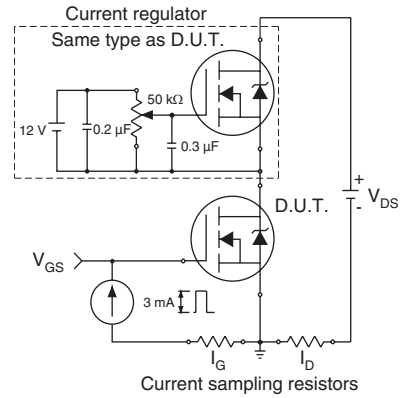 Current regulator
Same type as D.U.T.
50 kΩ
12 V
0.2 µF
0.3 µF
+
V_DS
-
D.U.T.
V_GS
3 mA
I_G
I_D
Current sampling resistors